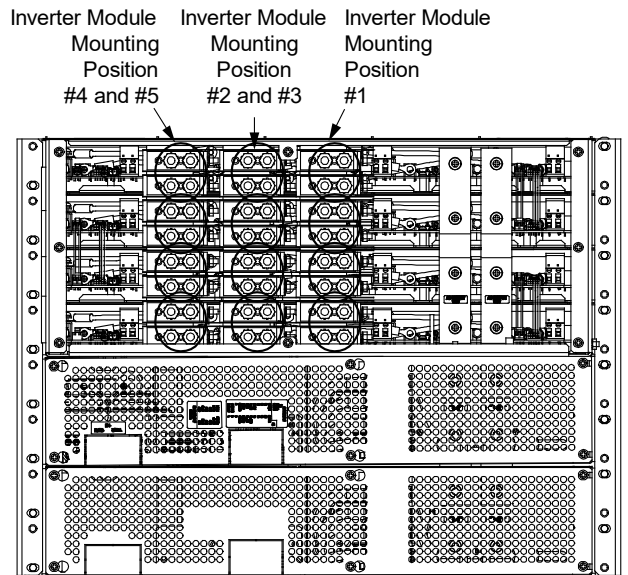 Inverter Module
Mounting
Position
#4 and #5
Inverter Module
Mounting
Position
#2 and #3
Inverter Module
Mounting
Position
#1